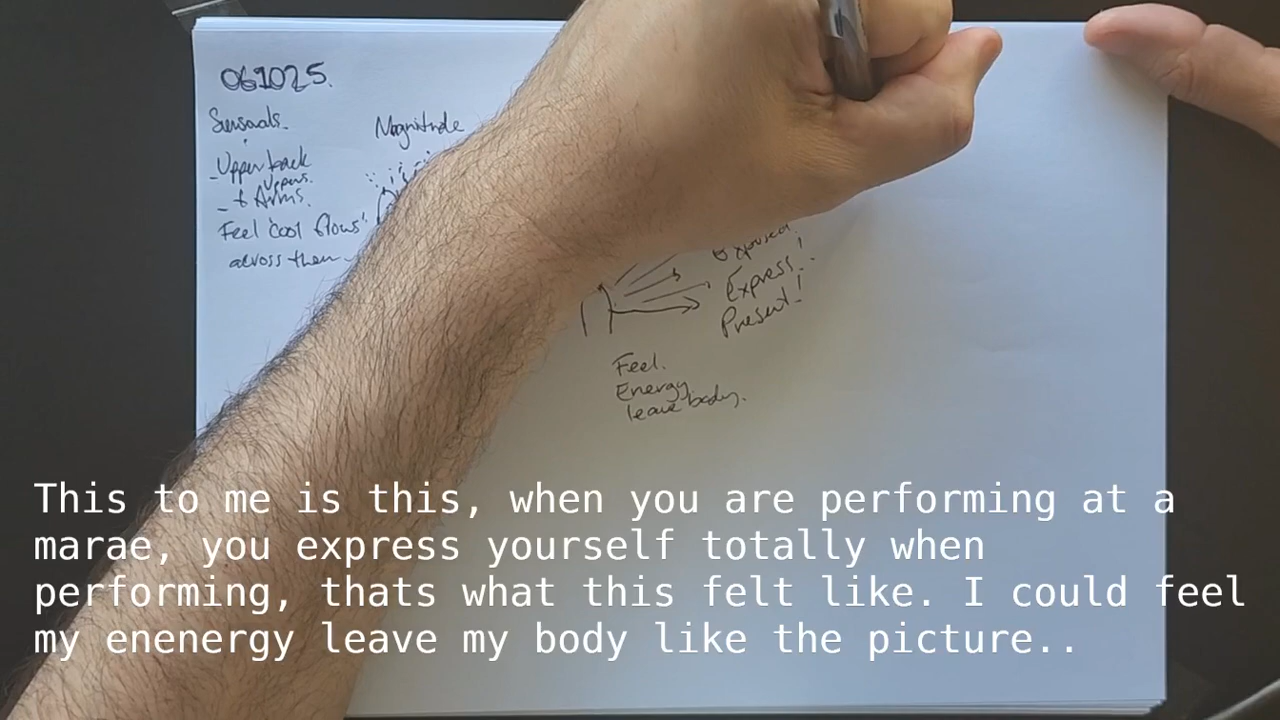 061025.
Magnitude
- Upper back
Uppers.
- t Arms.
Feel cool flows"
across them
Exposed.
Express!
Present!
Feel.
Energy.
leave body.
This to me is this, when you are performing at a
marae, you express yourself totally when
performing, thats what this felt like. I could feel
my enenergy leave my body like the picture..